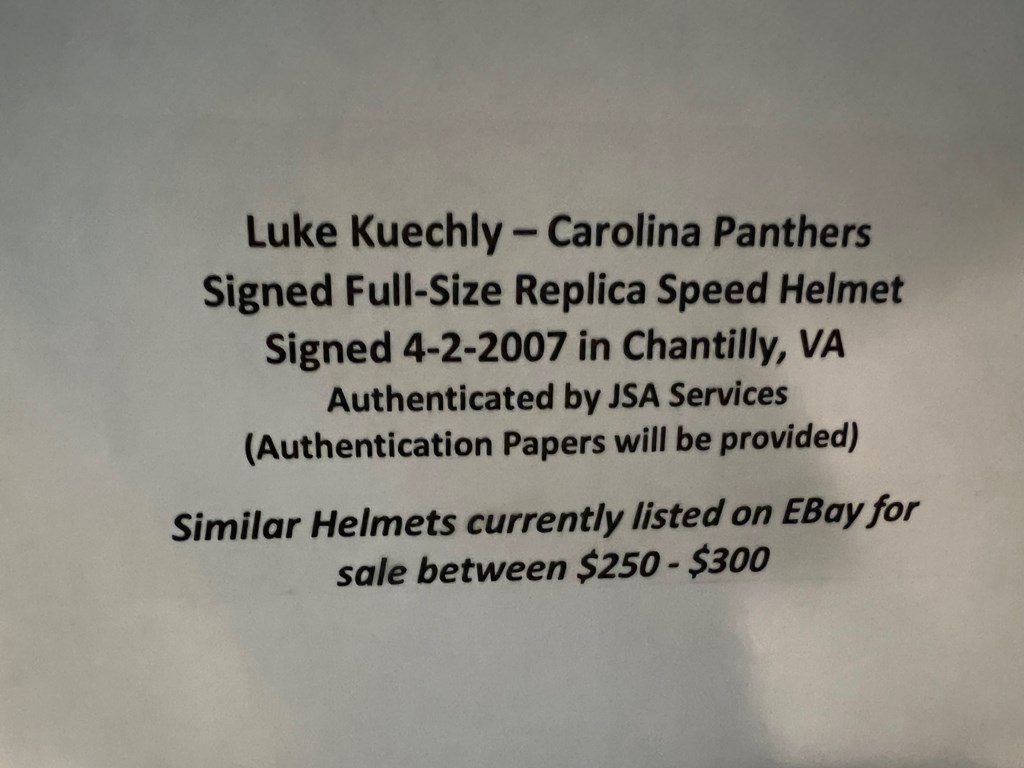 Luke Kuechly – Carolina Panthers
Signed Full-Size Replica Speed Helmet
Signed 4-2-2007 in Chantilly, VA
Authenticated by JSA Services
(Authentication Papers will be provided)
Similar Helmets currently listed on EBay for
sale between $250 - $300